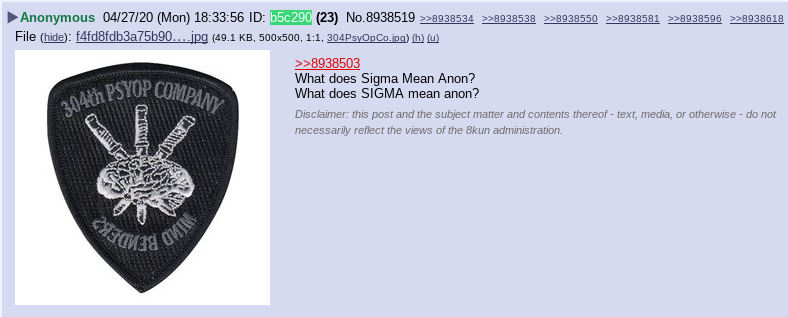 Anonymous 04/27/20 (Mon) 18:33:56 ID: b5c290 (23) No.8938519 >>8938534 >>8938538 >>8938550 >>8938581 >>8938596 >>8938618
File (hide): f4fd8fdb3a75b90….jpg (49.1 KB, 500x500, 1:1, 304PsyOpCo.jpg) (h) (u)
304th PSYOP COMPANY
MIND BENDERS
>>8938503
What does Sigma Mean Anon?
What does SIGMA mean anon?
Disclaimer: this post and the subject matter and contents thereof - text, media, or otherwise - do not
necessarily reflect the views of the 8kun administration.